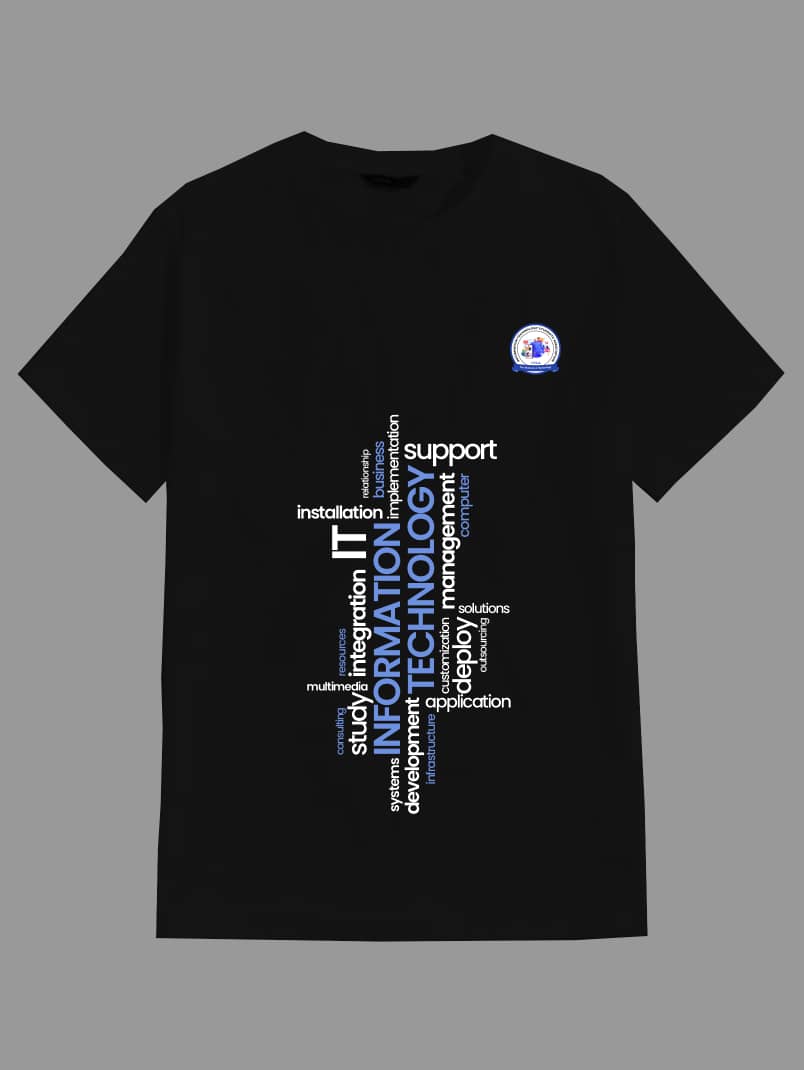 support
implementation
business
relationship
installation
IT
INFORMATION
TECHNOLOGY
management
computer
integration
resources
multimedia
study
consulting
solutions
customization
deploy
outsourcing
application
development
infrastructure
systems